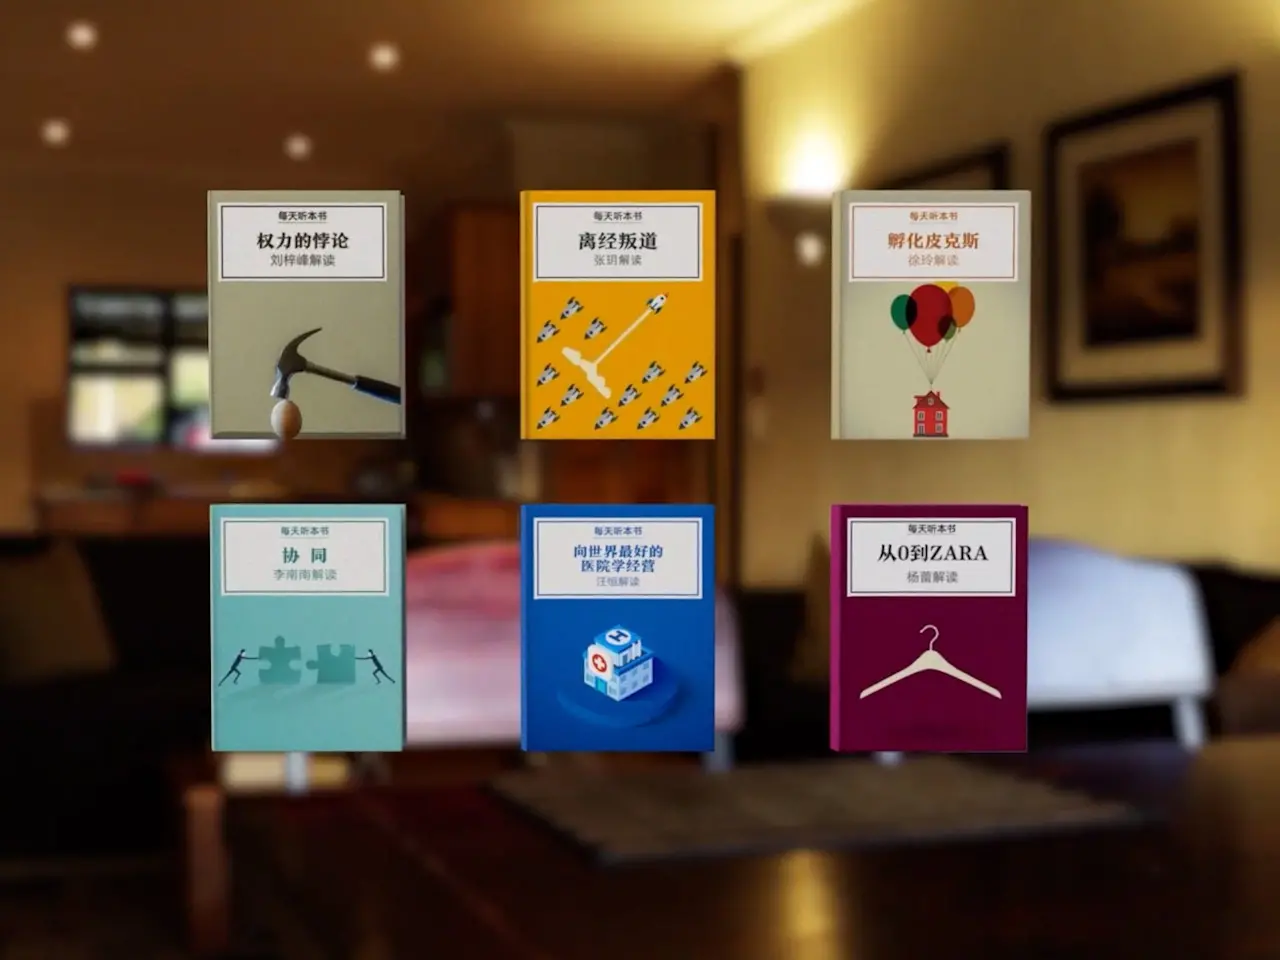 每天听本书
权力的悖论
刘梓峰解读
每天听本书
离经叛道
张玥解读
每天听本书
孵化皮克斯
徐玲解读
每天听本书
协 同
李南南解读
每天听本书
向世界最好的
医院学经营
汪恒解读
每天听本书
从0到ZARA
杨蕾解读
H